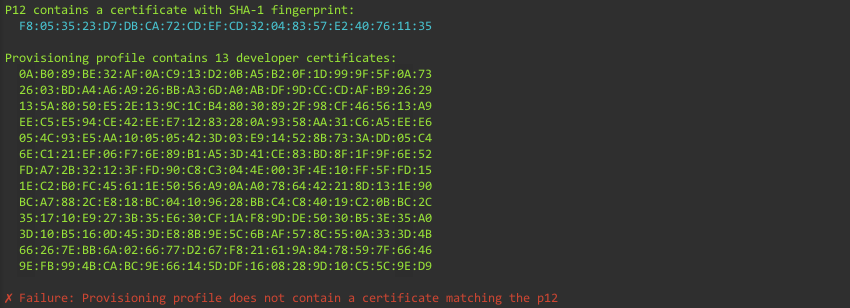 P12 contains a certificate with SHA-1 fingerprint:
F8:05:35:23:D7:DB:CA:72:CD:EF:CD:32:04:83:57:E2:40:76:11:35
Provisioning profile contains 13 developer certificates:
0A:B0:89:BE:32:AF:0A:C9:13:D2:0B:A5:B2:0F:1D:99:9F:5F:0A:73
26:03:BD:A4:A6:A9:26:BB:A3:6D:A0:AB:DF:9D:CC:CD:AF:B9:26:29
13:5A:80:50:E5:2E:13:9C:1C:B4:80:30:89:2F:98:CF:46:56:13:A9
EE:C5:E5:94:CE:42:EE:E7:12:83:28:0A:93:58:AA:31:C6:A5:EE:E6
05:4C:93:E5:AA:10:05:05:42:3D:03:E9:14:52:8B:73:3A:DD:05:C4
6E:C1:21:EF:06:F7:6E:89:B1:A5:3D:41:CE:83:BD:8F:1F:9F:6E:52
FD:A7:2B:32:12:3F:FD:90:C8:C3:04:4E:00:3F:4E:10:FF:5F:FD:15
1E:C2:B0:FC:45:61:1E:50:56:A9:0A:A0:78:64:42:21:8D:13:1E:90
BC:A7:88:2C:E8:18:BC:04:10:96:28:BB:C4:C8:40:19:C2:0B:BC:2C
35:17:10:E9:27:3B:35:E6:30:CF:1A:F8:9D:DE:50:30:B5:3E:35:A0
3D:10:B5:16:0D:45:3D:E8:8B:9E:5C:6B:AF:57:8C:55:0A:33:3D:4B
66:26:7E:BB:6A:02:66:77:D2:67:F8:21:61:9A:84:78:59:7F:66:46
9E:FB:99:4B:CA:BC:9E:66:14:5D:DF:16:08:28:9D:10:C5:5C:9E:D9
✗ Failure: Provisioning profile does not contain a certificate matching the p12